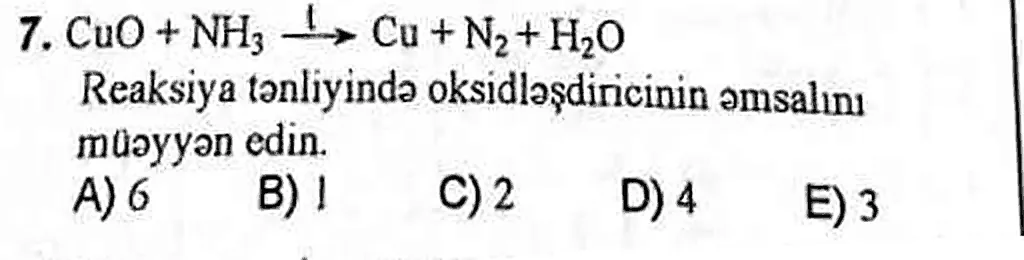 7. CuO + NH₃ →ᵗ Cu + N₂ + H₂O
Reaksiya tənliyində oksidləşdiricinin əmsalını
müəyyən edin.
A) 6 B) 1 C) 2 D) 4 E) 3